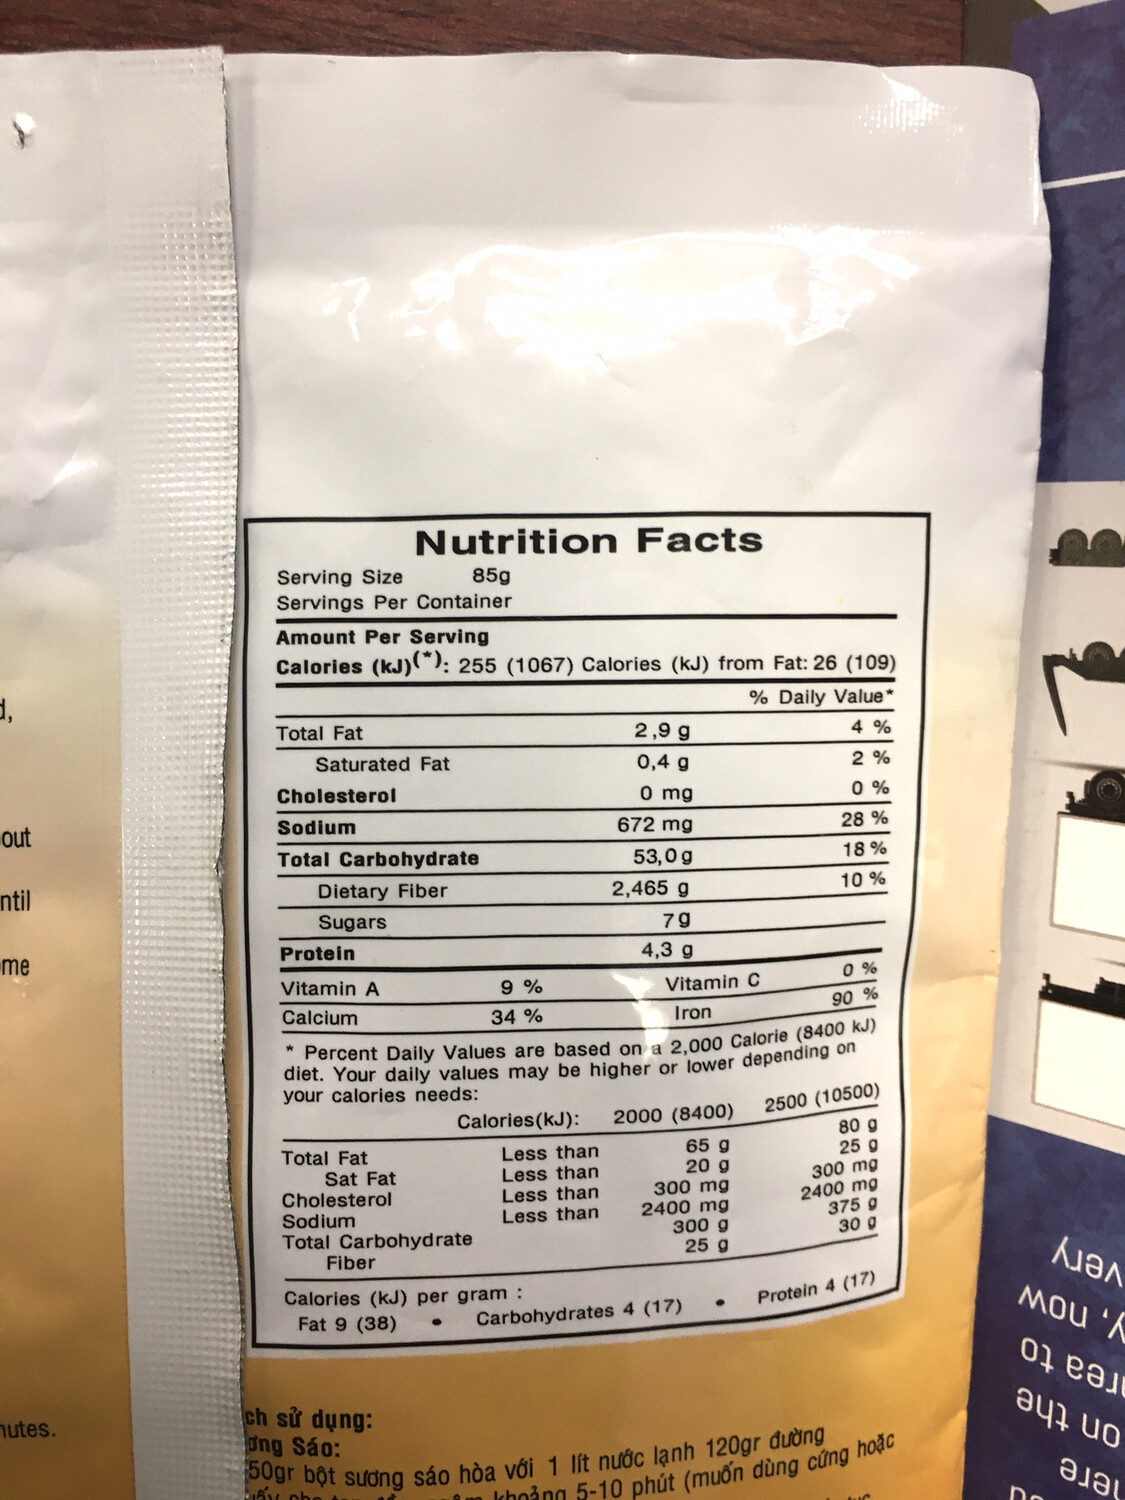 Nutrition Facts
Serving Size 85g
Servings Per Container
Amount Per Serving
Calories (kJ)(*): 255 (1067) Calories (kJ) from Fat: 26 (109)
% Daily Value*
Total Fat 2,9 g 4 %
Saturated Fat 0,4 g 2 %
Cholesterol 0 mg 0 %
Sodium 672 mg 28 %
Total Carbohydrate 53,0 g 18 %
Dietary Fiber 2,465 g 10 %
Sugars 7 g
Protein 4,3 g
Vitamin A 9 % Vitamin C 0 %
Calcium 34 % Iron 90 %
* Percent Daily Values are based on a 2,000 Calorie (8400 kJ)
diet. Your daily values may be higher or lower depending on
your calories needs:
Calories(kJ): 2000 (8400) 2500 (10500)
Total Fat Less than 65 g 80 g
Sat Fat Less than 20 g 25 g
Cholesterol Less than 300 mg 300 mg
Sodium Less than 2400 mg 2400 mg
Total Carbohydrate 300 g 375 g
Fiber 25 g 30 g
Calories (kJ) per gram :
Fat 9 (38) • Carbohydrates 4 (17) • Protein 4 (17)
ch sử dụng:
ơng Sáo:
50gr bột sương sáo hòa với 1 lít nước lạnh 120gr đường
khoảng 5-10 phút (muốn dùng cứng hoặc
d,
out
ntil
me
nutes.
very
y, now
area to
on the
here